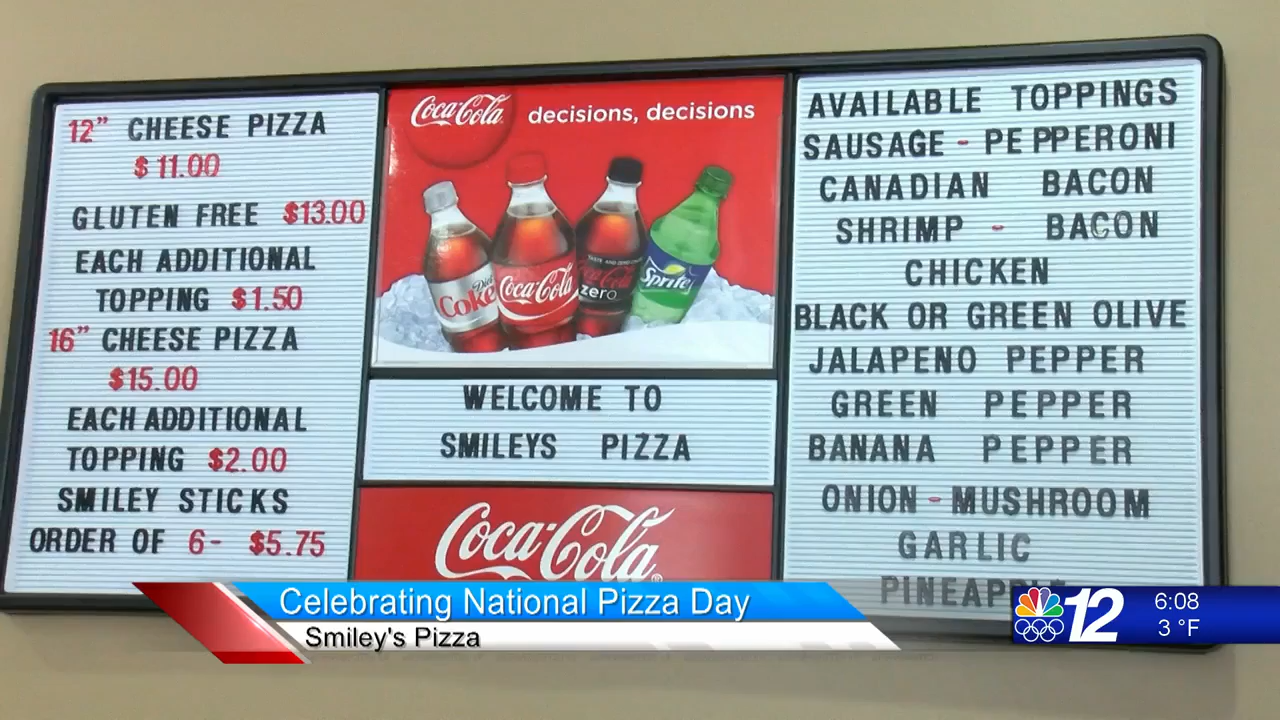 12” CHEESE PIZZA
$11.00
GLUTEN FREE $13.00
EACH ADDITIONAL
TOPPING $1.50
16” CHEESE PIZZA
$15.00
EACH ADDITIONAL
TOPPING $2.00
SMILEY STICKS
ORDER OF 6- $5.75
Coca-Cola decisions, decisions
Diet
Coke
Coca-Cola
Coca-Cola
zero
Sprite
WELCOME TO
SMILEYS PIZZA
Coca-Cola®
AVAILABLE TOPPINGS
SAUSAGE - PEPPERONI
CANADIAN BACON
SHRIMP - BACON
CHICKEN
BLACK OR GREEN OLIVE
JALAPENO PEPPER
GREEN PEPPER
BANANA PEPPER
ONION - MUSHROOM
GARLIC
PINEAPPLE
Celebrating National Pizza Day
Smiley's Pizza
12
6:08
3 °F